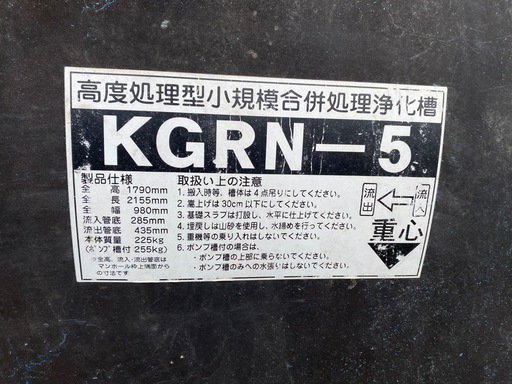 高度処理型小規模合併処理浄化槽
KGRN－5
製品仕様
全　高 1790mm
全　長 2155mm
全　幅 980mm
流入管底 285mm
流出管底 435mm
本体質量 225kg
(ポンプ槽付 255kg)
※全高、流入・流出管底は
マンホール枠上端面から
の寸法です
取扱い上の注意
1. 搬入時等、槽体は4点吊りにしてください。
2. 嵩上げは30cm以下にしてください。
3. 基礎スラブは打設し、水平に仕上げてください。
4. 埋戻しは山砂を使用し、水締めを行ってください。
5. 重機等の乗り入れはしないでください。
6. ポンプ槽付の場合は、
・ポンプ槽の上部に乗らないでください。
・ポンプ槽のみへの水張りはしないでください。
流出
流入
重心